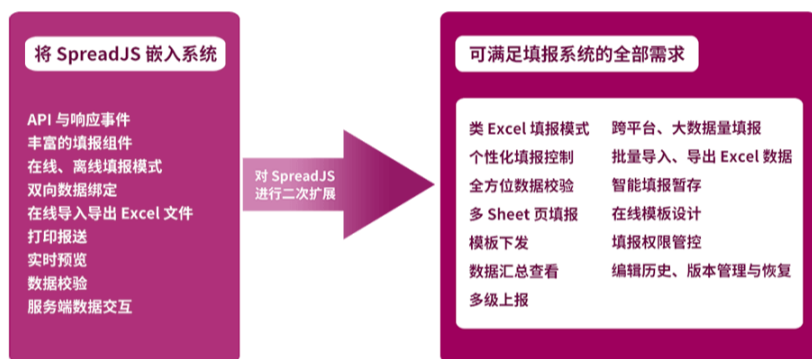 将 SpreadJS 嵌入系统
API 与响应事件
丰富的填报组件
在线、离线填报模式
双向数据绑定
在线导入导出 Excel 文件
打印报送
实时预览
数据校验
服务端数据交互
对 SpreadJS
进行二次扩展
可满足填报系统的全部需求
类 Excel 填报模式
个性化填报控制
全方位数据校验
多 Sheet 页填报
模板下发
数据汇总查看
多级上报
跨平台、大数据量填报
批量导入、导出 Excel 数据
智能填报暂存
在线模板设计
填报权限管控
编辑历史、版本管理与恢复